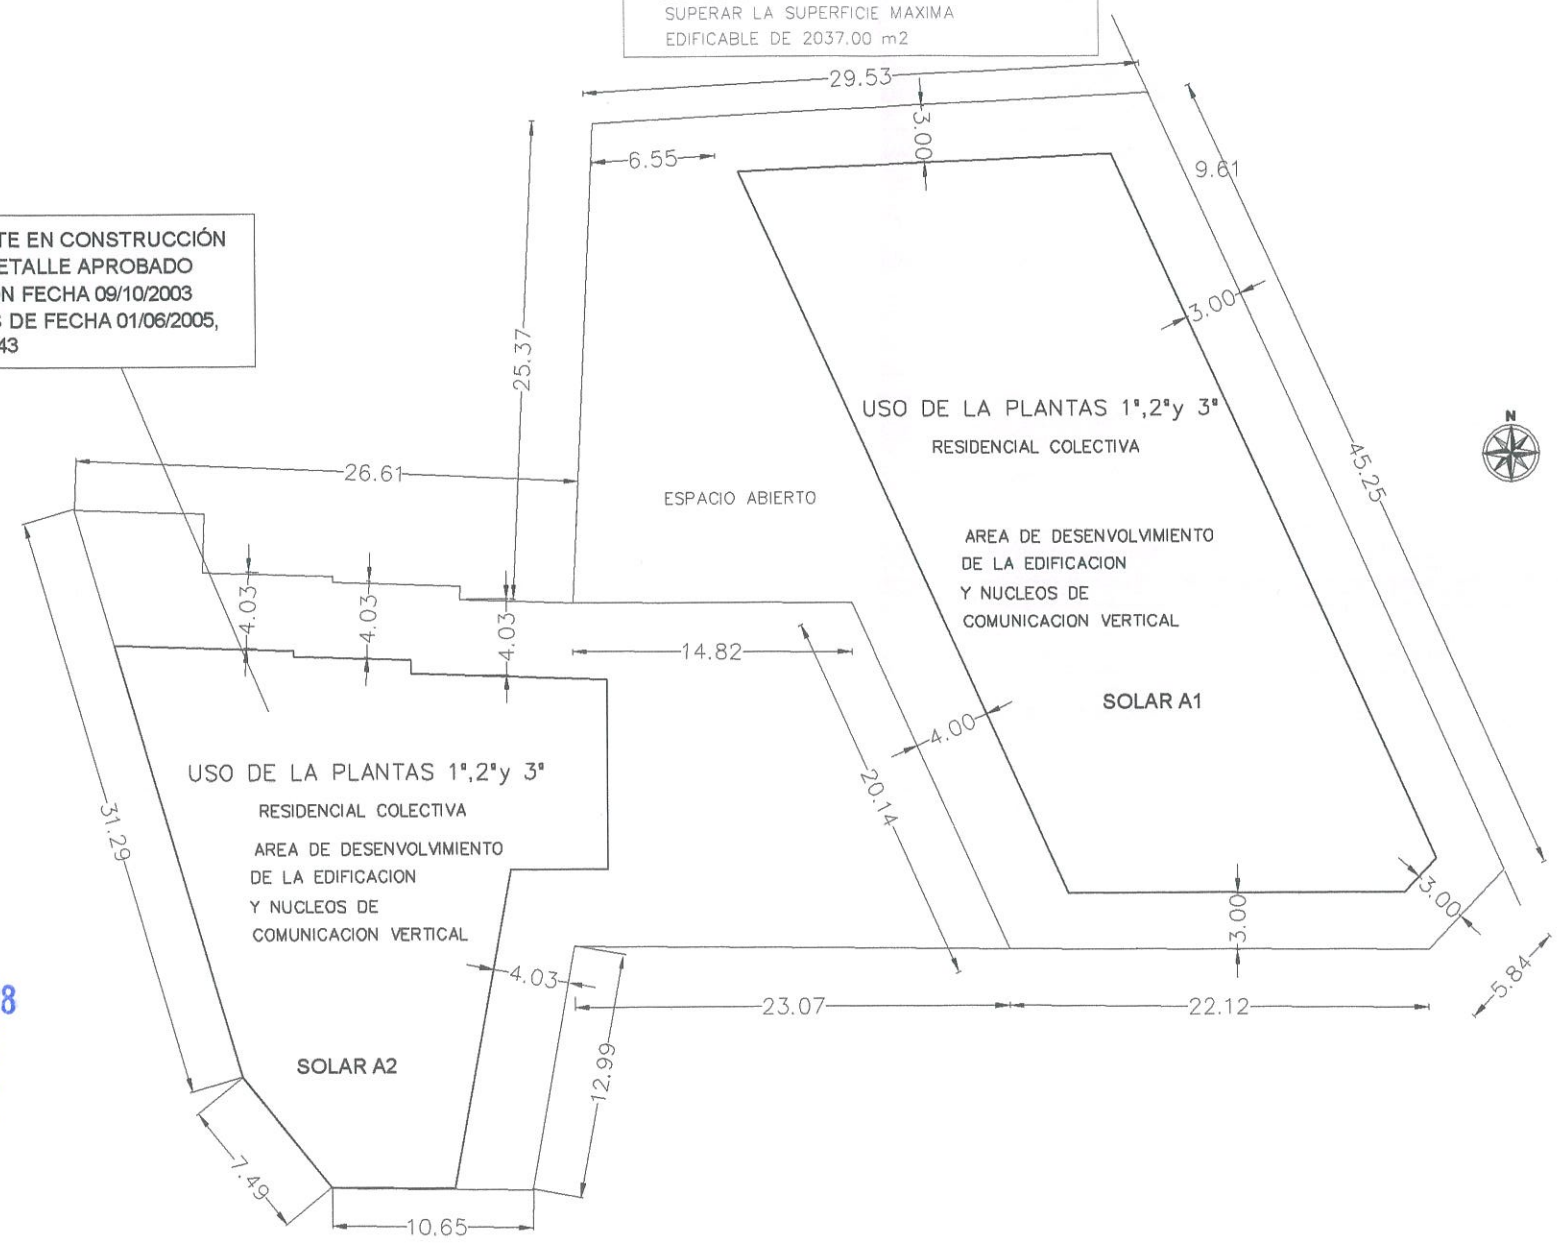 SUPERAR LA SUPERFICIE MAXIMA
EDIFICABLE DE 2037.00 m2
29.53
3.00
6.55
9.61
TE EN CONSTRUCCIÓN
ETALLE APROBADO
N FECHA 09/10/2003
S DE FECHA 01/06/2005,
43
25.37
3.00
USO DE LA PLANTAS 1ª,2ªy 3ª
RESIDENCIAL COLECTIVA
N
26.61
45.25
ESPACIO ABIERTO
AREA DE DESENVOLVIMIENTO
DE LA EDIFICACION
Y NUCLEOS DE
COMUNICACION VERTICAL
4.03
4.03
4.03
14.82
SOLAR A1
4.00
20.14
USO DE LA PLANTAS 1ª,2ªy 3ª
RESIDENCIAL COLECTIVA
AREA DE DESENVOLVIMIENTO
DE LA EDIFICACION
Y NUCLEOS DE
COMUNICACION VERTICAL
31.29
3.00
3.00
4.03
5.84
8
23.07
22.12
SOLAR A2
12.99
7.49
10.65